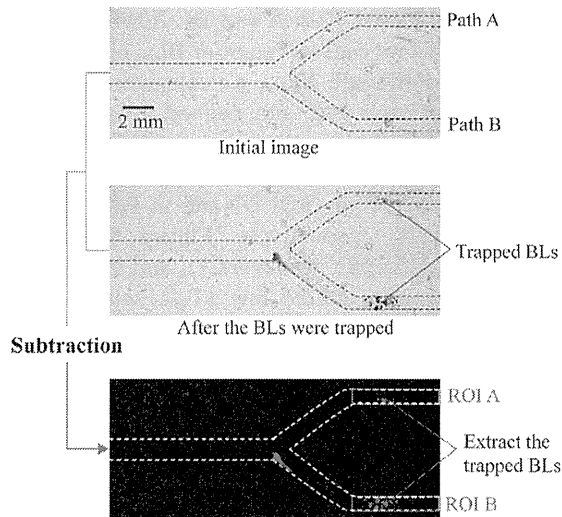 Path A
2 mm
Path B
Initial image
Trapped BLs
After the BLs were trapped
Subtraction
ROI A
Extract the
trapped BLs
ROI B